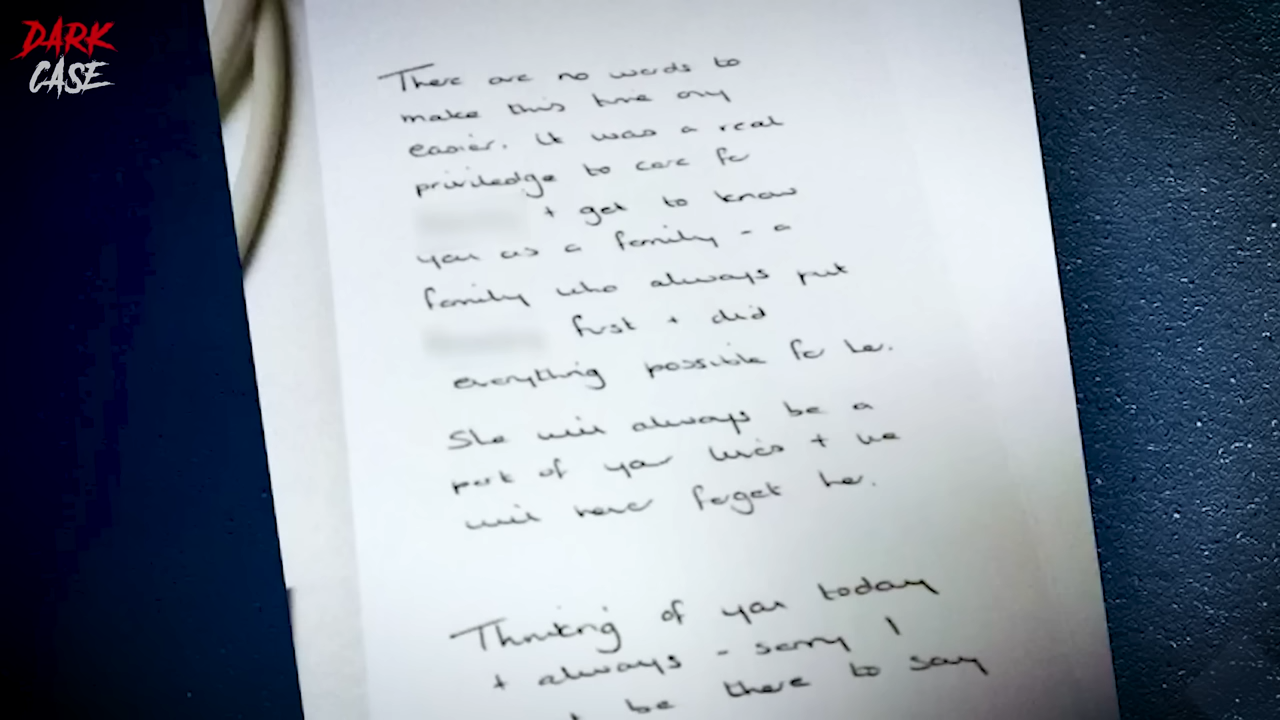 DARK
CASE
There are no words to
make this time any
easier. It was a real
priviledge to care for
+ get to know
you as a family - a
family who always put
first + did
everything possible for her.
She will always be a
part of your lives + we
will never forget her.
Thinking of you today
+ always - sorry I
be there to say